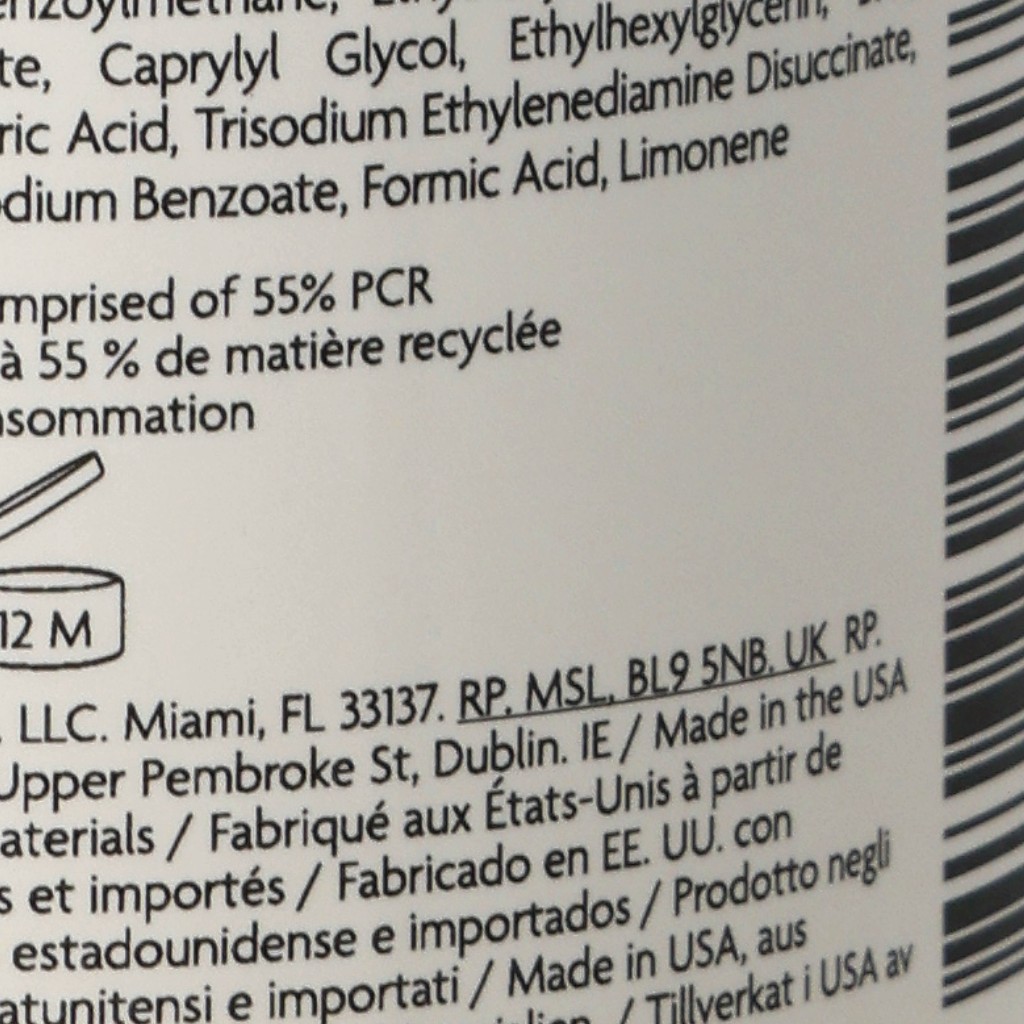 te, Caprylyl Glycol, Ethylhexylglycerin,
ric Acid, Trisodium Ethylenediamine Disuccinate,
dium Benzoate, Formic Acid, Limonene
mprised of 55% PCR
à 55 % de matière recyclée
nsommation
12 M
. LLC. Miami, FL 33137. RP. MSL. BL9 5NB. UK RP.
Upper Pembroke St, Dublin. IE / Made in the USA
aterials / Fabriqué aux États-Unis à partir de
s et importés / Fabricado en EE. UU. con
estadounidense e importados / Prodotto negli
atunitensi e importati / Made in USA, aus
/ Tillverkat i USA av